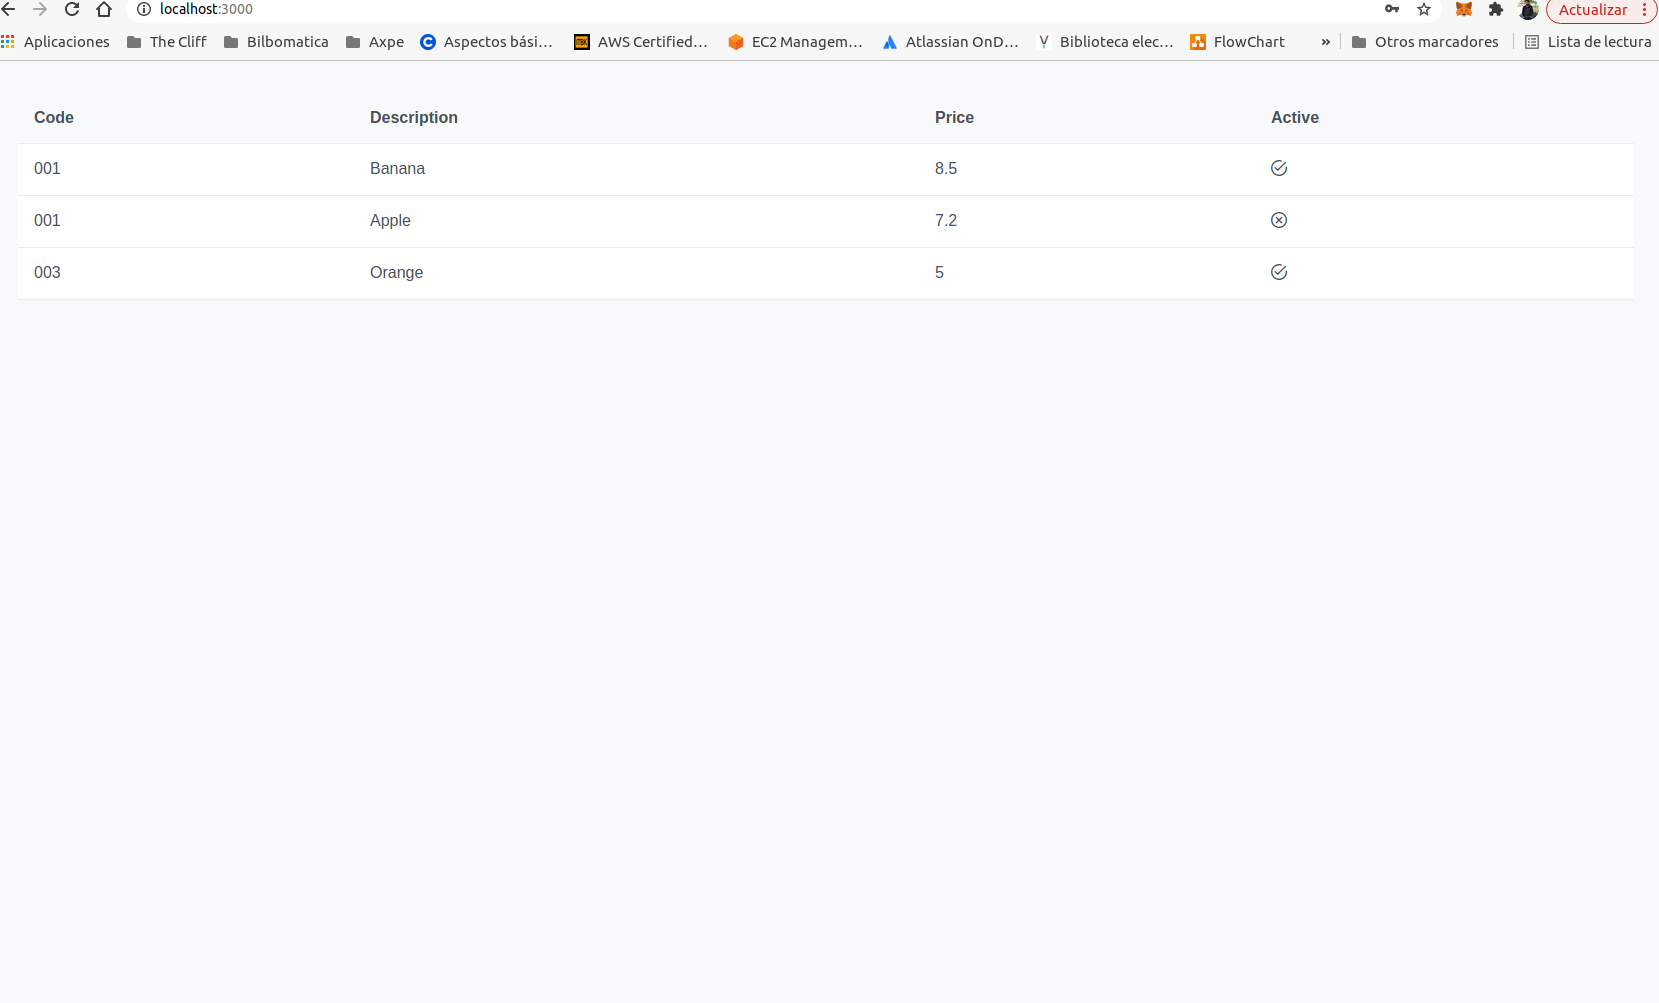 localhost:3000
Actualizar
Aplicaciones The Cliff Bilbomatica Axpe Aspectos bási... AWS Certified... EC2 Managem... Atlassian OnD... Biblioteca elec... FlowChart » Otros marcadores Lista de lectura
Code Description Price Active
001 Banana 8.5
001 Apple 7.2
003 Orange 5